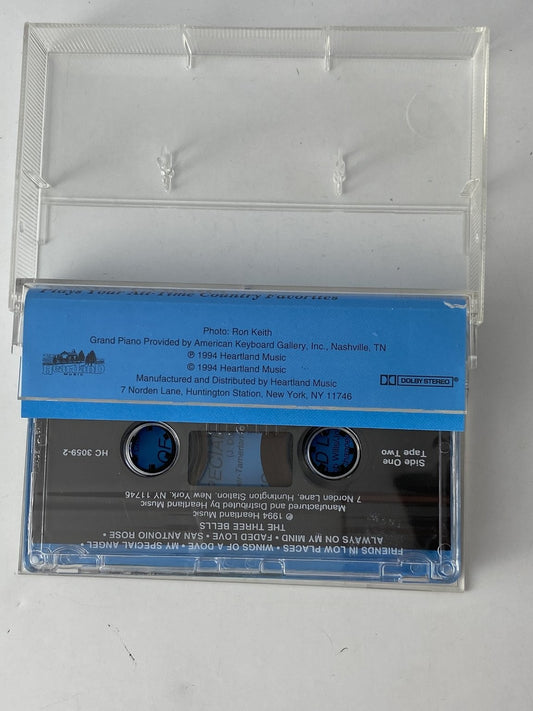 Plays Your All-Time Country Favorites
Photo: Ron Keith
Grand Piano Provided by American Keyboard Gallery, Inc., Nashville, TN
℗ 1994 Heartland Music
© 1994 Heartland Music
Manufactured and Distributed by Heartland Music
7 Norden Lane, Huntington Station, New York, NY 11746
Heartland
MUSIC
DOLBY STEREO
Side One
Tape Two
HC 3059-2
FRIENDS IN LOW PLACES • WINGS OF A DOVE • MY SPECIAL ANGEL •
ALWAYS ON MY MIND • FADED LOVE • SAN ANTONIO ROSE •
THE THREE BELLS
℗ 1994 Heartland Music
Manufactured and Distributed by Heartland Music
7 Norden Lane, Huntington Station, New York, NY 11746